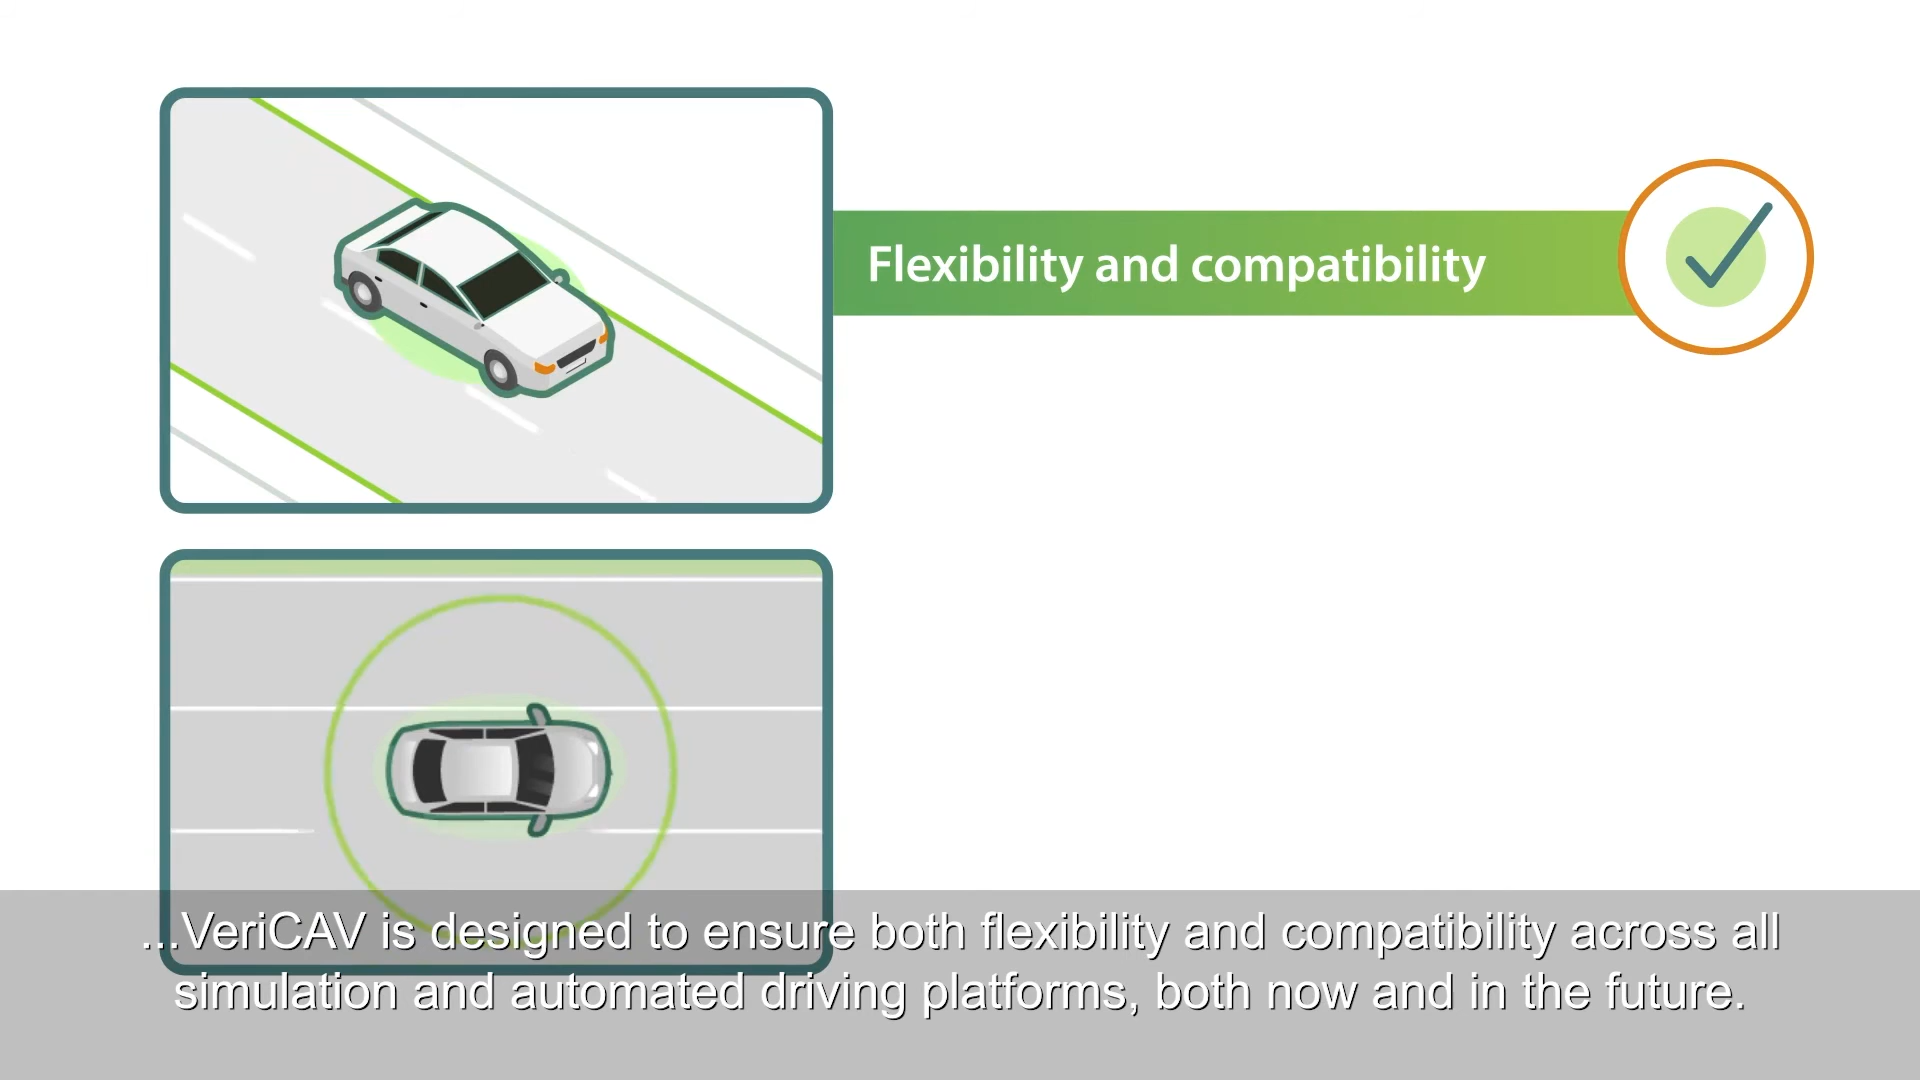 Flexibility and compatibility
...VeriCAV is designed to ensure both flexibility and compatibility across all
simulation and automated driving platforms, both now and in the future.